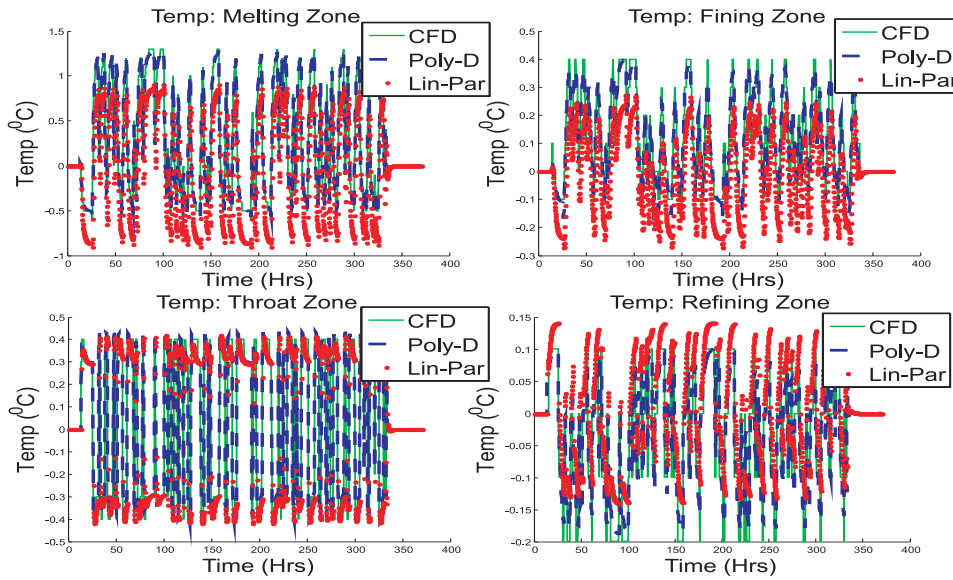 Temp: Melting Zone
Temp (⁰C)
1.5
1
0.5
0
-0.5
-1
0 50 100 150 200 250 300 350 400
Time (Hrs)
CFD
Poly-D
Lin-Par
Temp: Fining Zone
Temp (⁰C)
0.5
0.4
0.3
0.2
0.1
0
-0.1
-0.2
-0.3
0 50 100 150 200 250 300 350 400
Time (Hrs)
CFD
Poly-D
Lin-Par
Temp: Throat Zone
Temp (⁰C)
0.5
0.4
0.3
0.2
0.1
0
-0.1
-0.2
-0.3
-0.4
-0.5
0 50 100 150 200 250 300 350 400
Time (Hrs)
CFD
Poly-D
Lin-Par
Temp: Refining Zone
Temp (⁰C)
0.15
0.1
0.05
0
-0.05
-0.1
-0.15
-0.2
0 50 100 150 200 250 300 350 400
Time (Hrs)
CFD
Poly-D
Lin-Par